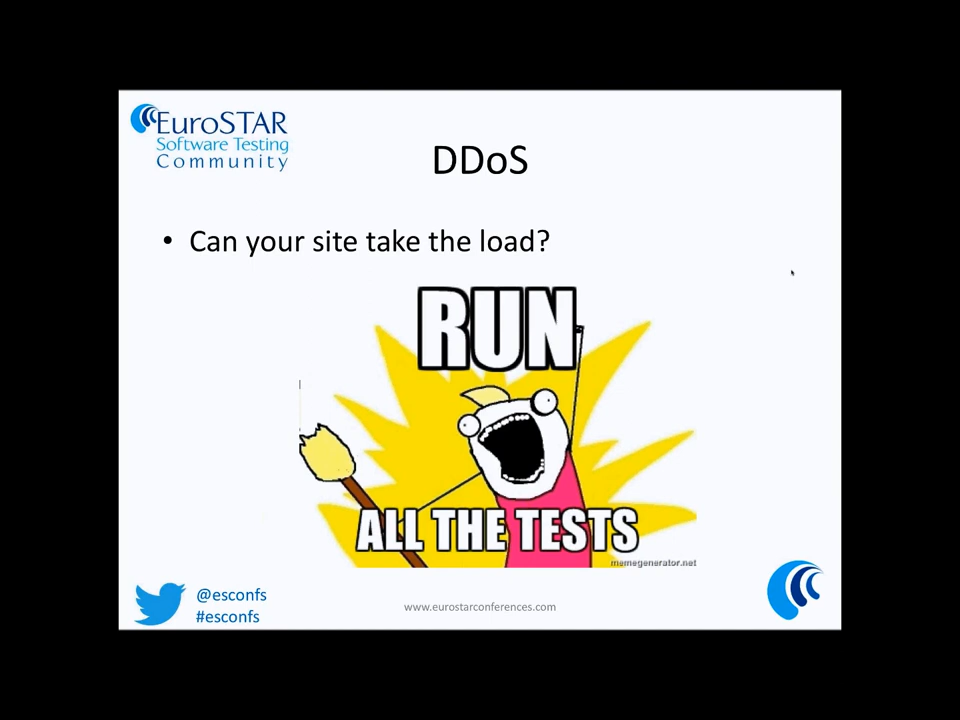 EuroSTAR
Software Testing
Community
DDoS
• Can your site take the load?
RUN
ALL THE TESTS
memegenerator.net
@esconfs
#esconfs
www.eurostarconferences.com